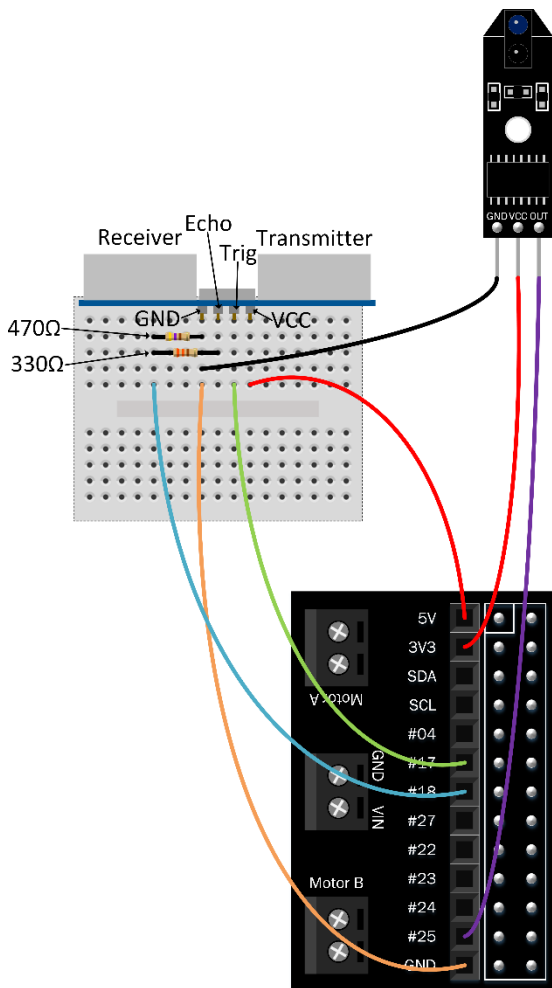 GND VCC OUT
Echo
Receiver
Transmitter
Trig
GND
VCC
470Ω
330Ω
5V
3V3
SDA
SCL
#04
#17
#18
#27
#22
#23
#24
#25
GND
Motor A
GND
VIN
Motor B